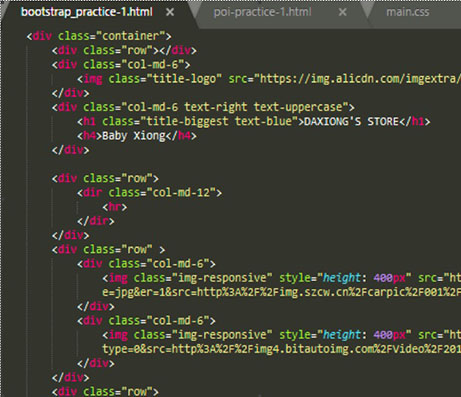 bootstrap_practice-1.html × poi-practice-1.html × main.css
<div class="container">
<div class="row"></div>
<div class="col-md-6">
<img class="title-logo" src="https://img.alicdn.com/imgextra/
</div>
<div class="col-md-6 text-right text-uppercase">
<h1 class="title-biggest text-blue">DAXIONG'S STORE</h1>
<h4>Baby Xiong</h4>
</div>
<div class="row">
<dir class="col-md-12">
<hr>
</dir>
</div>
<div class="row" >
<div class="col-md-6">
<img class="img-responsive" style="height: 400px" src="ht
e=jpg&er=1&src=http%3A%2F%2Fimg.szcw.cn%2Fcarpic%2F001%2F
</div>
<div class="col-md-6">
<img class="img-responsive" style="height: 400px" src="ht
type=0&src=http%3A%2F%2Fimg4.bitautoimg.com%2FVideo%2F201
</div>
</div>
<div class="row">